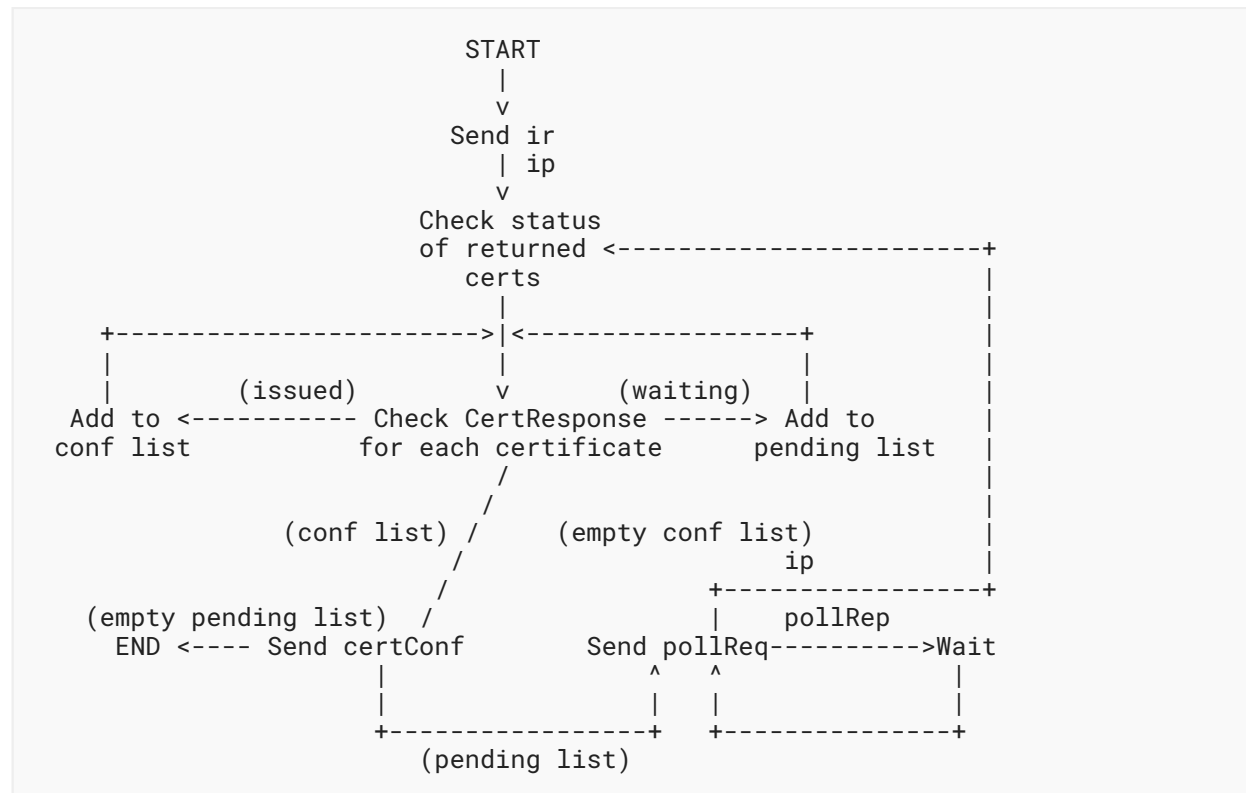 START
Send ir
ip
Check status
of returned
certs
(issued) (waiting)
Add to Check CertResponse Add to
conf list for each certificate pending list
(conf list) (empty conf list)
ip
(empty pending list) pollRep
END Send certConf Send pollReq Wait
(pending list)